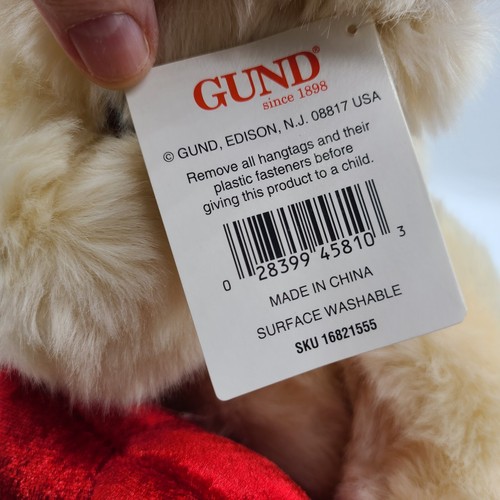 GUND®
since 1898
© GUND, EDISON, N.J. 08817 USA
Remove all hangtags and their
plastic fasteners before
giving this product to a child.
0 28399 45810 3
MADE IN CHINA
SURFACE WASHABLE
SKU 16821555